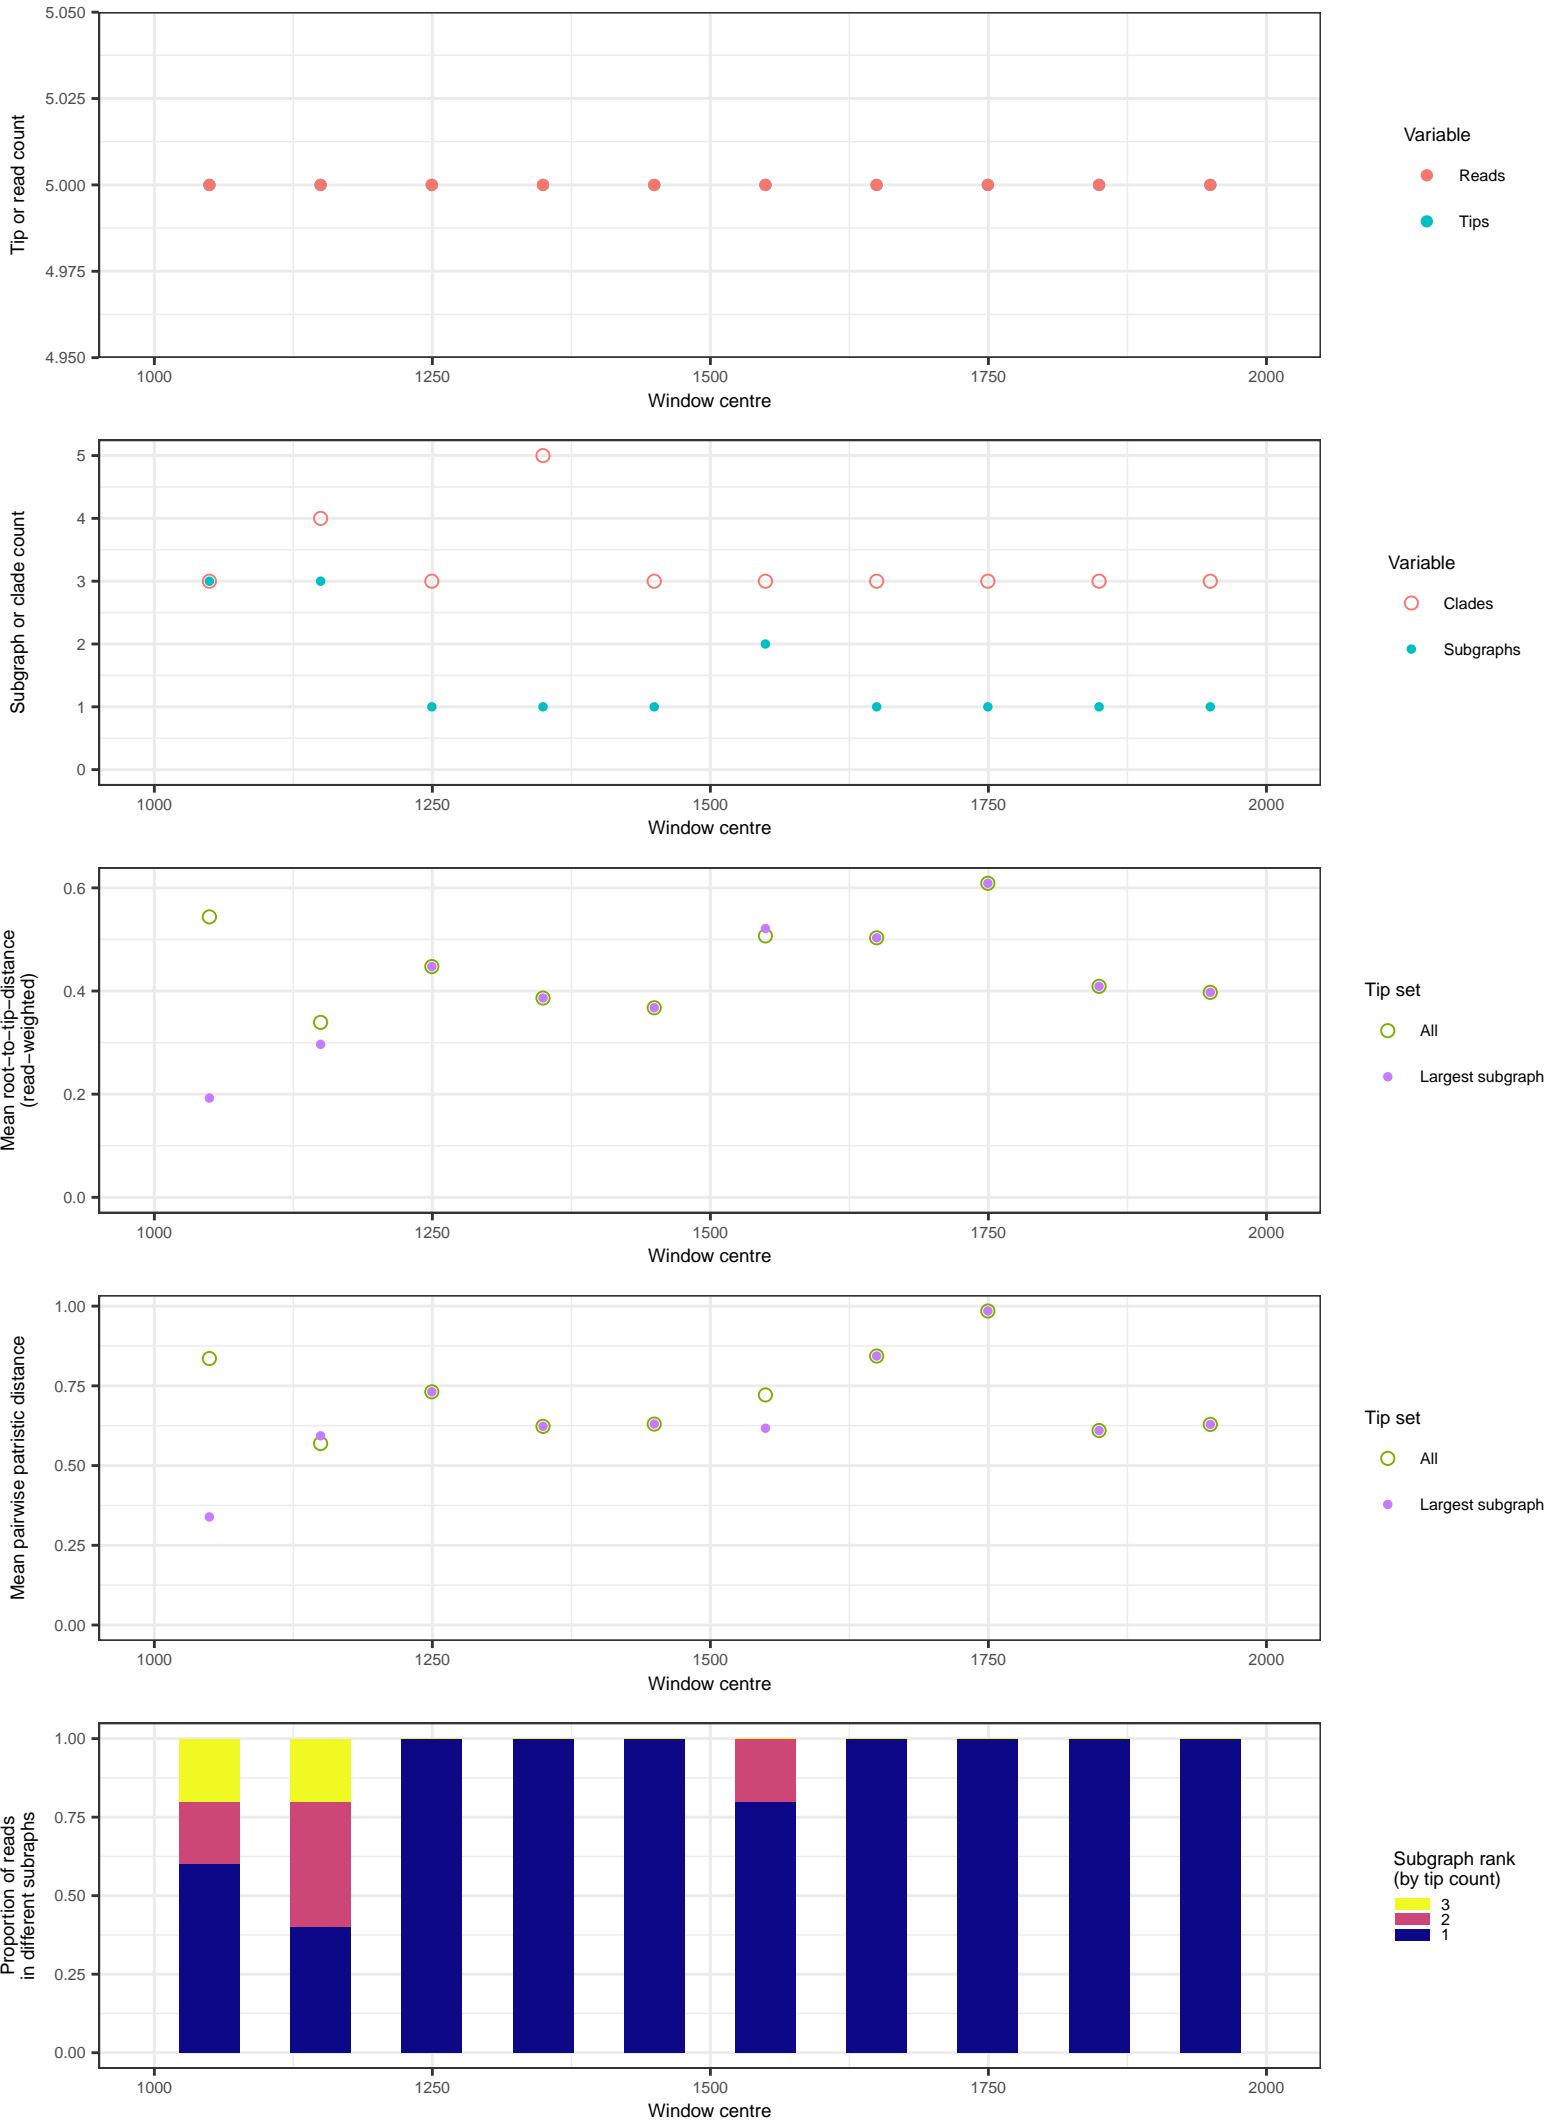 5.050
5.025
5.000
4.975
4.950
Tip or read count
1000 1250 1500 1750 2000
Window centre
Variable
Reads
Tips
5
4
3
2
1
0
Subgraph or clade count
1000 1250 1500 1750 2000
Window centre
Variable
Clades
Subgraphs
0.6
0.4
0.2
0.0
Mean root−to−tip−distance
(read−weighted)
1000 1250 1500 1750 2000
Window centre
Tip set
All
Largest subgraph
1.00
0.75
0.50
0.25
0.00
Mean pairwise patristic distance
1000 1250 1500 1750 2000
Window centre
Tip set
All
Largest subgraph
1.00
0.75
0.50
0.25
0.00
Proportion of reads
in different subraphs
1000 1250 1500 1750 2000
Window centre
Subgraph rank
(by tip count)
3
2
1